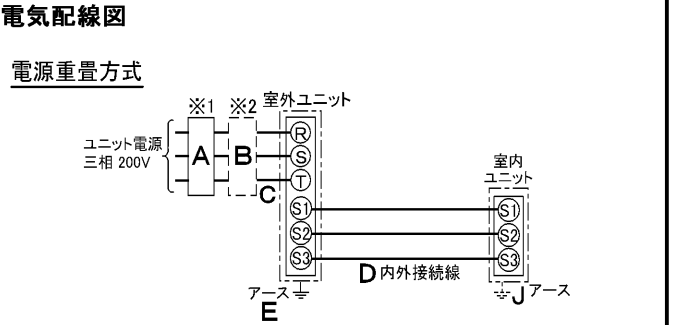 電気配線図
電源重畳方式
※1 ※2 室外ユニット
ユニット電源
三相 200V
A
B
C
R
S
T
S1
S2
S3
室内
ユニット
S1
S2
S3
D 内外接続線
アース
E
J アース